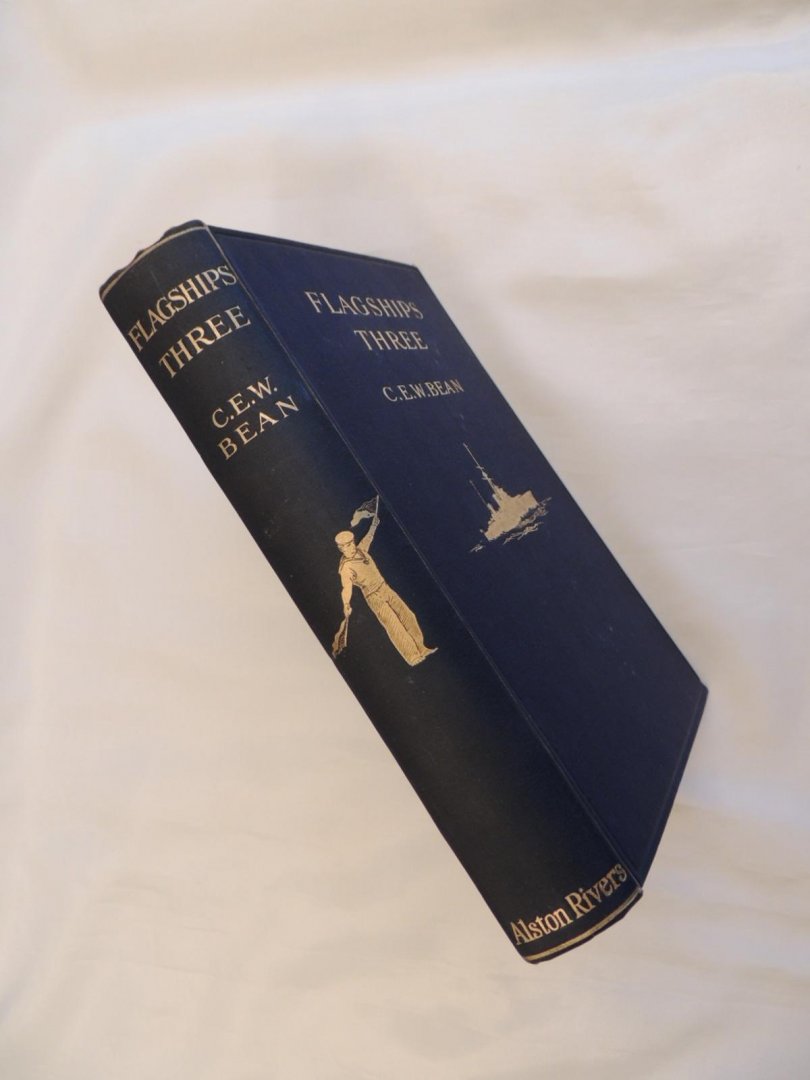 FLAGSHIPS
THREE
C.E.W.
BEAN
Alston Rivers
FLAGSHIPS
THREE
C.E.W.BEAN